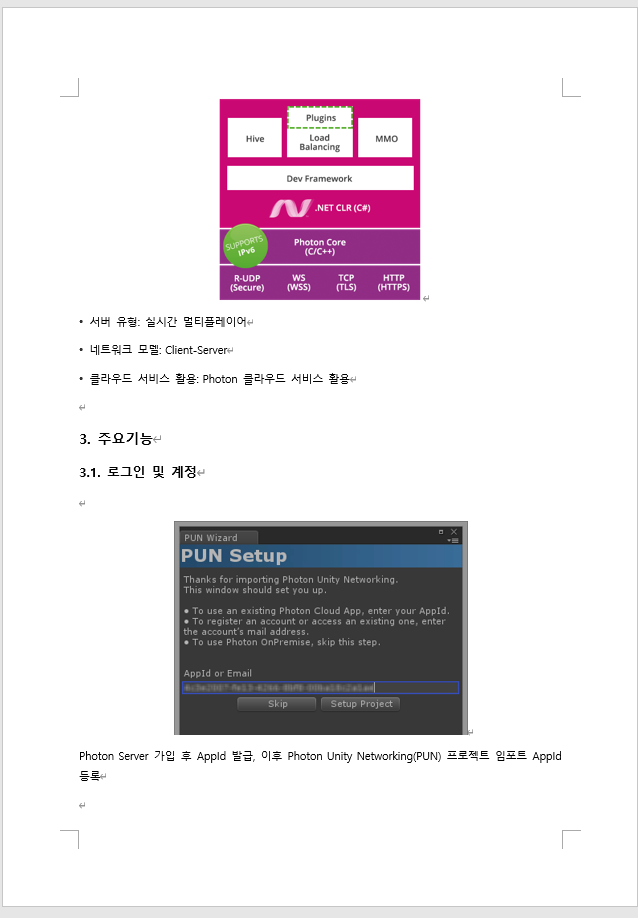 Plugins
Hive
Load
Balancing
MMO
Dev Framework
.NET CLR (C#)
SUPPORTS
IPv6
Photon Core
(C/C++)
R-UDP
(Secure)
WS
(WSS)
TCP
(TLS)
HTTP
(HTTPS)
• 서버 유형: 실시간 멀티플레이어
• 네트워크 모델: Client-Server
• 클라우드 서비스 활용: Photon 클라우드 서비스 활용
3. 주요기능
3.1. 로그인 및 계정
PUN Wizard
PUN Setup
Thanks for importing Photon Unity Networking.
This window should set you up.
● To use an existing Photon Cloud App, enter your AppId.
● To register an account or access an existing one, enter
the account's mail address.
● To use Photon OnPremise, skip this step.
AppId or Email
Skip
Setup Project
Photon Server 가입 후 AppId 발급, 이후 Photon Unity Networking(PUN) 프로젝트 임포트 AppId
등록